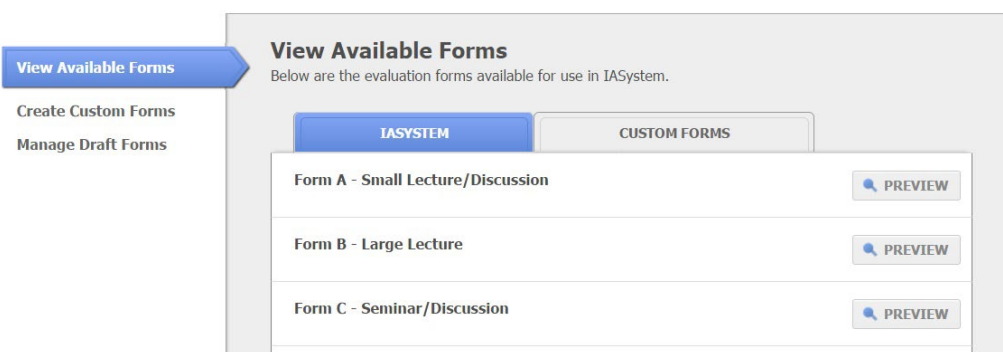 View Available Forms
Create Custom Forms
Manage Draft Forms
View Available Forms
Below are the evaluation forms available for use in IASystem.
IASYSTEM
CUSTOM FORMS
Form A - Small Lecture/Discussion
PREVIEW
Form B - Large Lecture
PREVIEW
Form C - Seminar/Discussion
PREVIEW